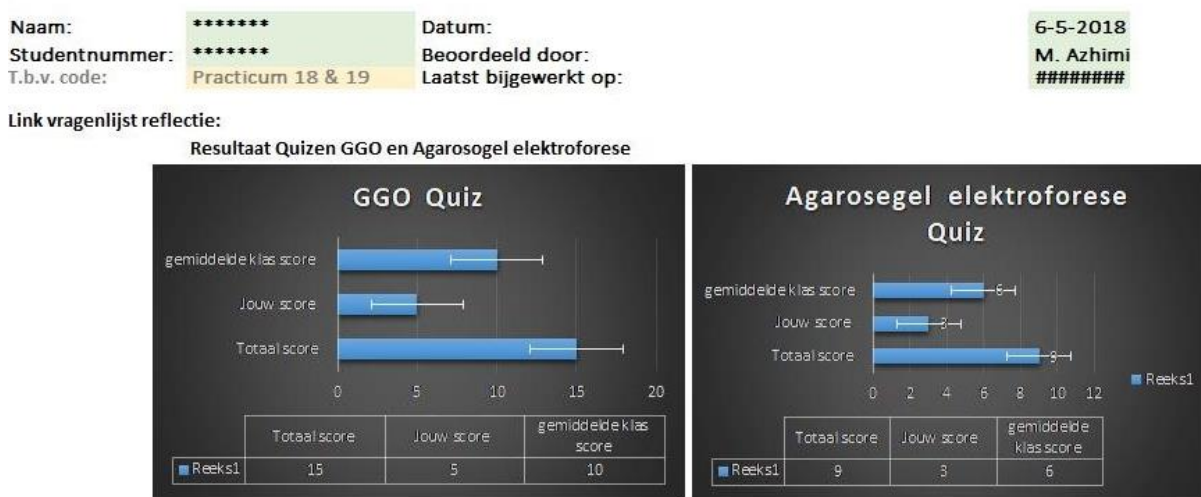 Naam: ******* Datum: 6-5-2018
Studentnummer: ******* Beoordeeld door: M. Azhimi
T.b.v. code: Practicum 18 & 19 Laatst bijgewerkt op: ########
Link vragenlijst reflectie:
Resultaat Quizen GGO en Agarosogel elektroforese
GGO Quiz
gemiddelde klas score
Jouw score
Totaal score
0 5 10 15 20
Totaal score Jouw score gemiddelde klas
score
Reeks1 15 5 10
Agarosegel elektroforese
Quiz
gemiddelde klas score 6
Jouw score 3
Totaal score 9
0 2 4 6 8 10 12
Reeks1
Totaal score Jouw score gemiddelde
klas score
Reeks1 9 3 6